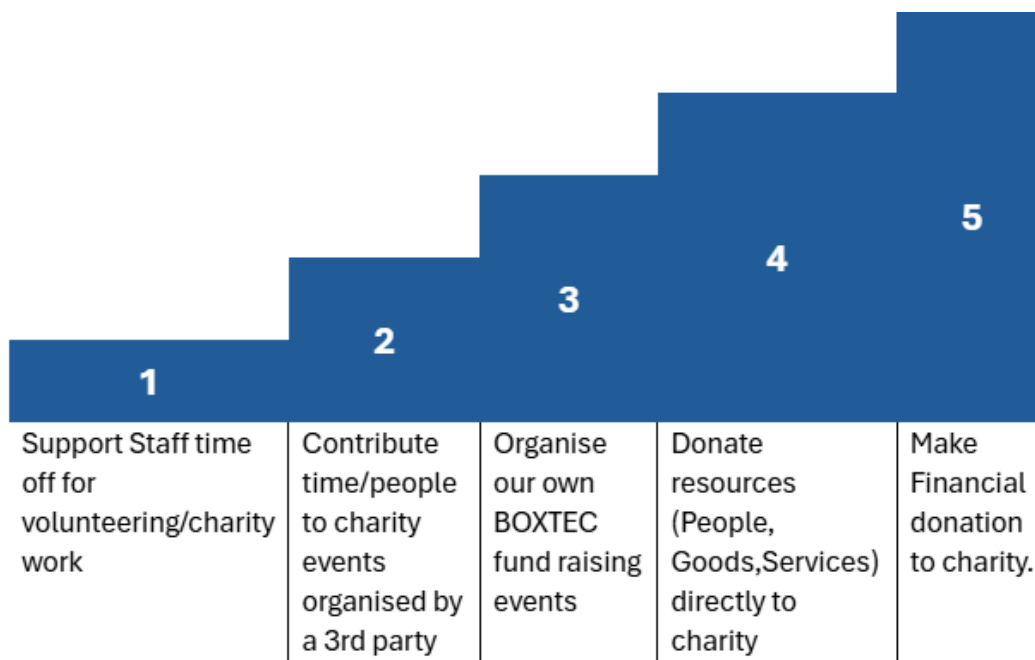 1
2
3
4
5
Support Staff time
off for
volunteering/charity
work
Contribute
time/people
to charity
events
organised by
a 3rd party
Organise
our own
BOXTEC
fund raising
events
Donate
resources
(People,
Goods,Services)
directly to
charity
Make
Financial
donation
to charity.